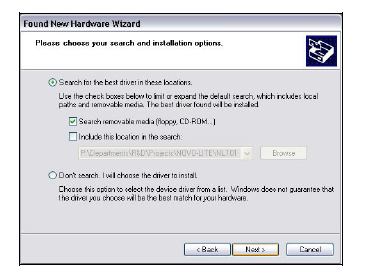 Found New Hardware Wizard
Please choose your search and installation options.
Search for the best driver in these locations.
Use the check boxes below to limit or expand the default search, which includes local
paths and removable media. The best driver found will be installed.
Search removable media (floppy, CD-ROM...)
Include this location in the search:
P:\Departments\R&D\Projects\NOVO-LITE\
Browse
Don't search. I will choose the driver to install.
Choose this option to select the device driver from a list. Windows does not guarantee that
the driver you choose will be the best match for your hardware.
< Back
Next >
Cancel